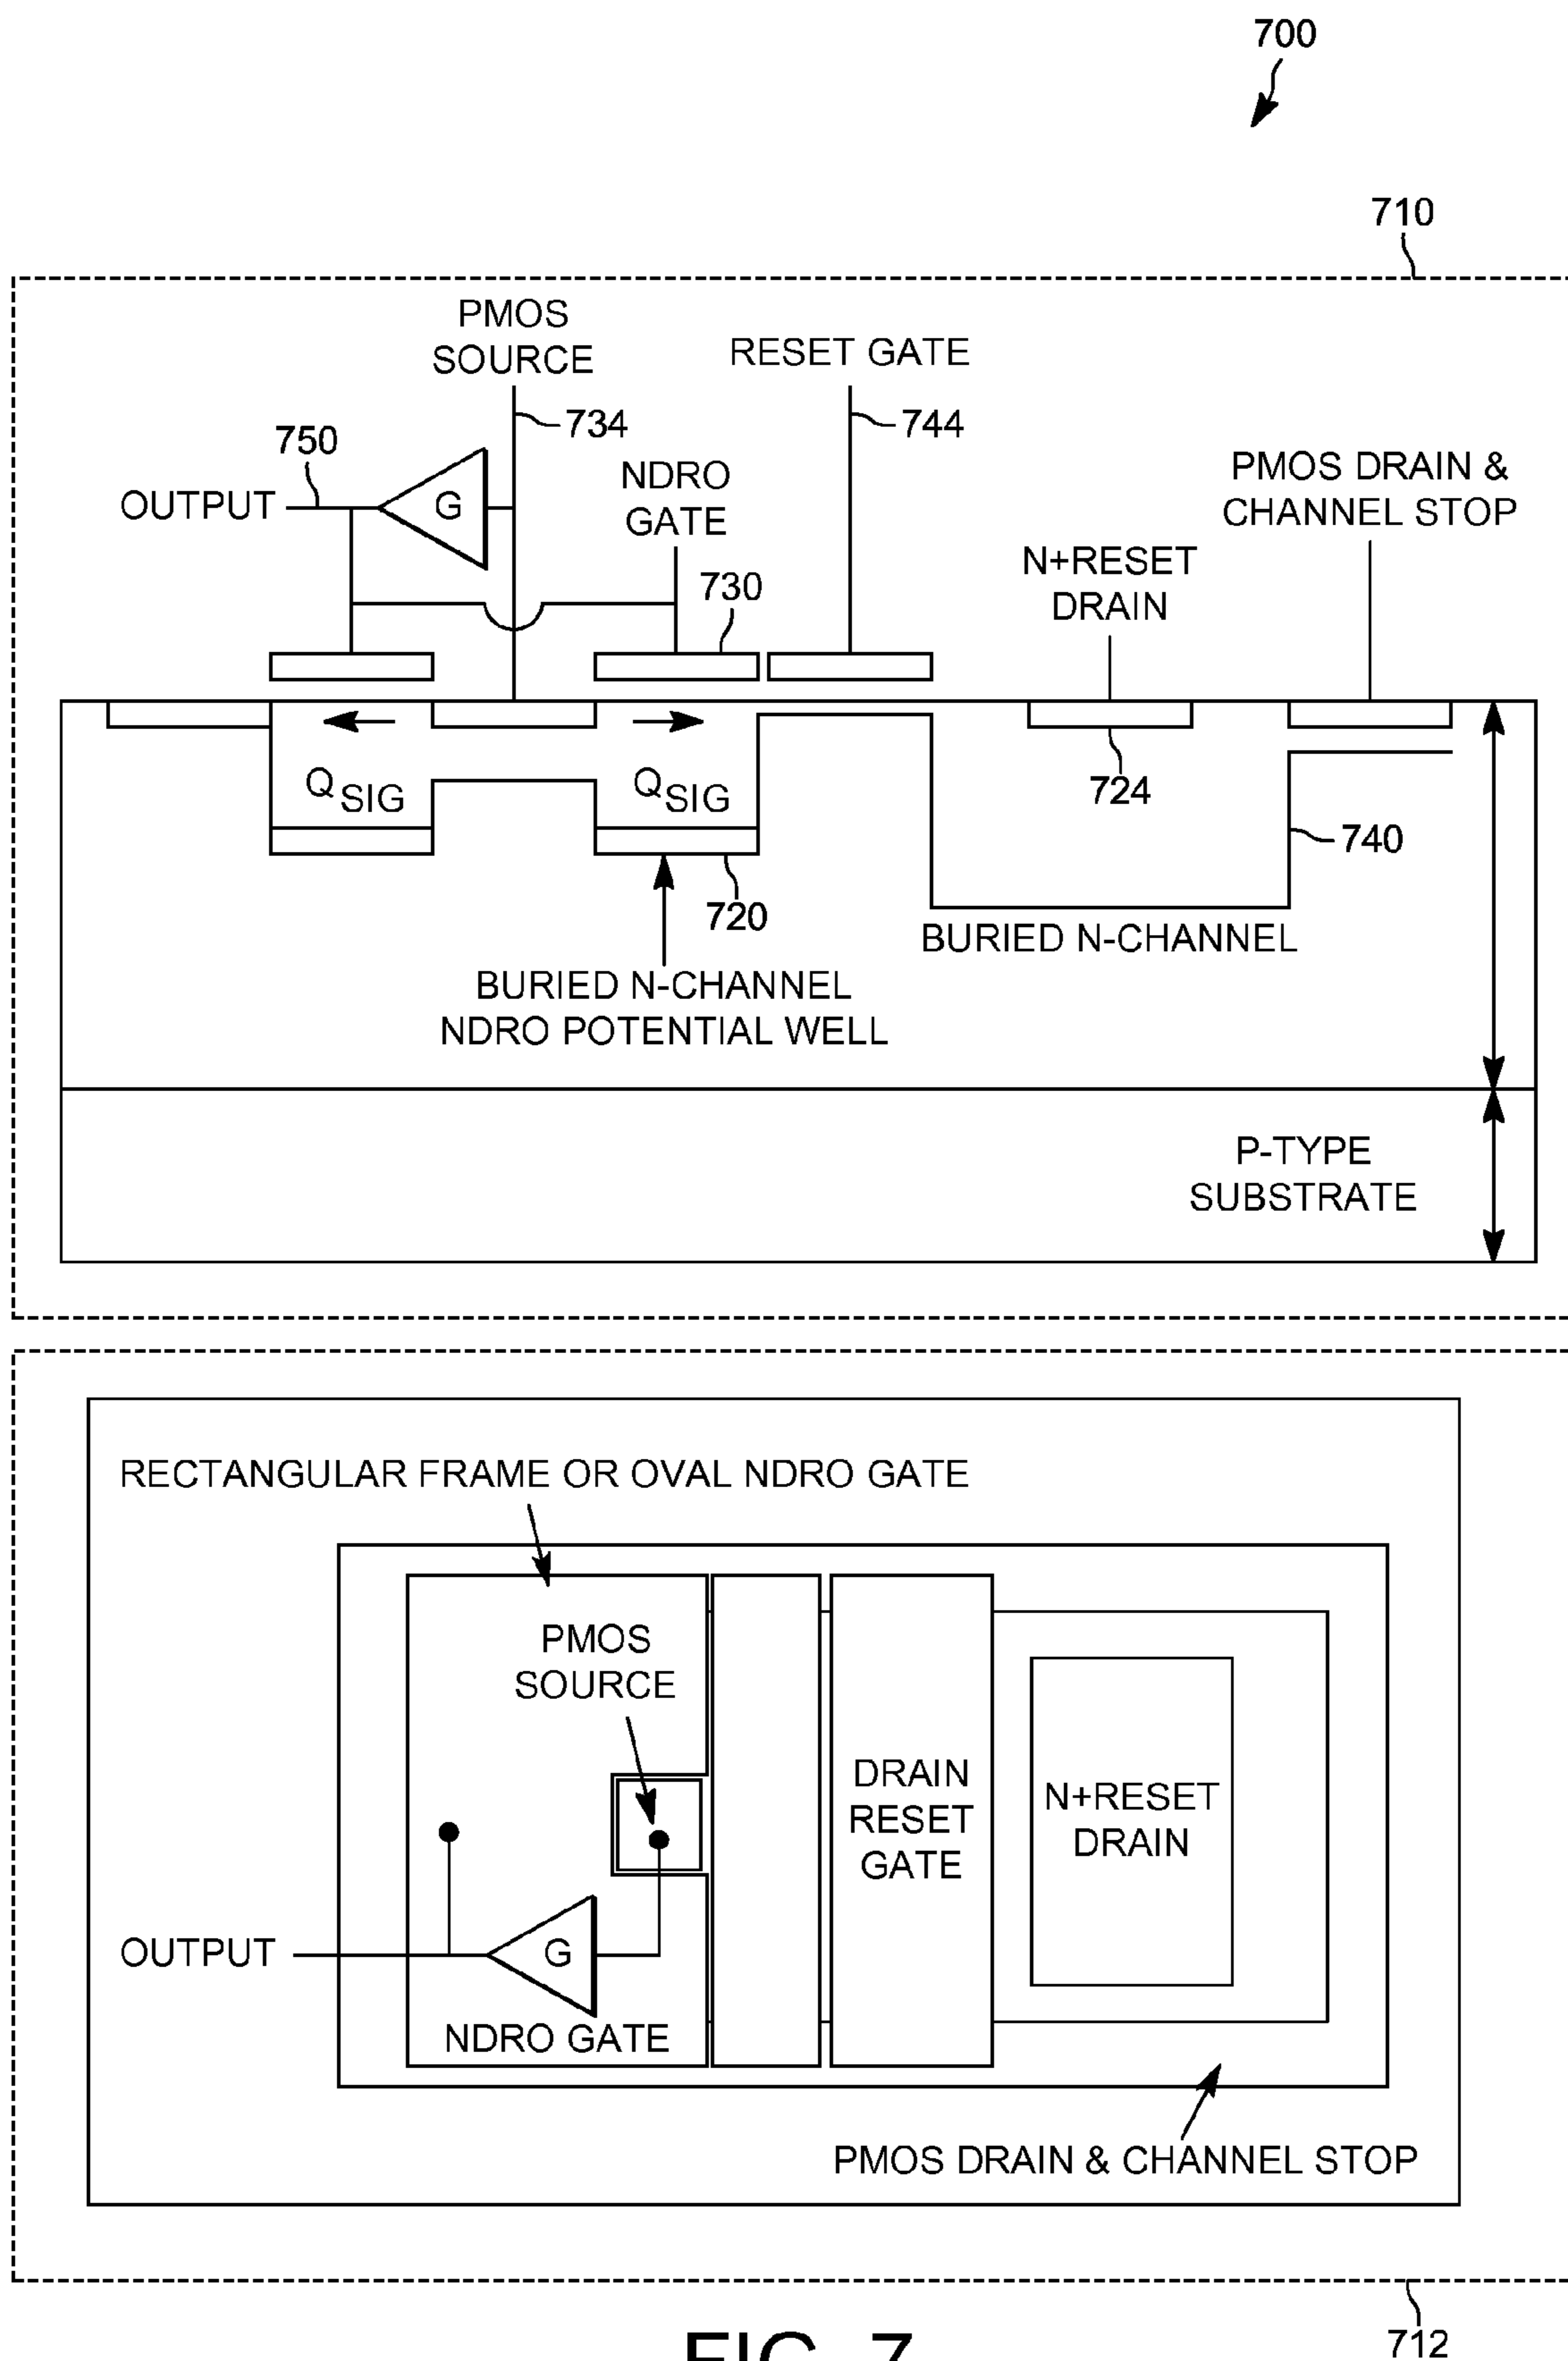 700
710
PMOS
SOURCE
RESET GATE
734
744
750
OUTPUT
G
NDRO
GATE
730
PMOS DRAIN &
CHANNEL STOP
N+RESET
DRAIN
QSIG
QSIG
724
740
720
BURIED N-CHANNEL
BURIED N-CHANNEL
NDRO POTENTIAL WELL
P-TYPE
SUBSTRATE
RECTANGULAR FRAME OR OVAL NDRO GATE
PMOS
SOURCE
DRAIN
RESET
GATE
N+RESET
DRAIN
OUTPUT
G
NDRO GATE
PMOS DRAIN & CHANNEL STOP
712
FIG. 7